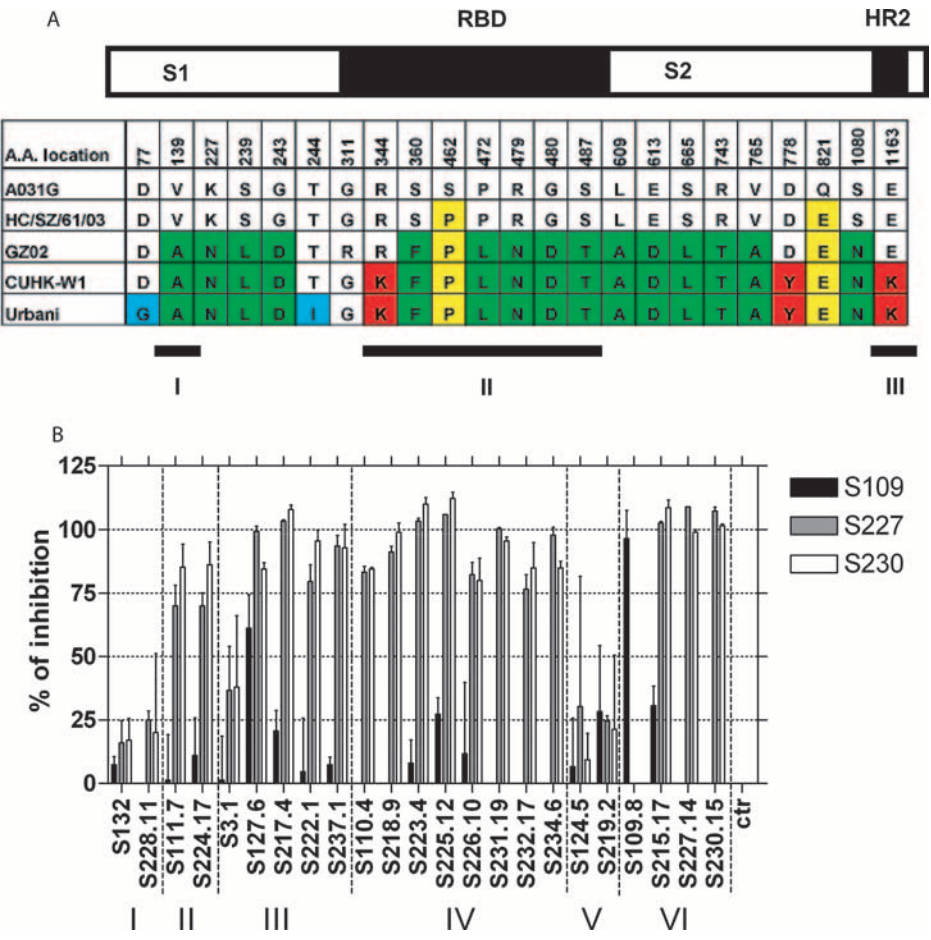 A
RBD
HR2
S1
S2
A.A. location 77 139 227 239 243 244 311 344 360 462 472 479 480 487 609 613 665 743 765 778 821 1080 1163
A031G D V K S G T G R S S P R G S L E S R V D Q S E
HC/SZ/61/03 D V K S G T G R S P P R G S L E S R V D E S E
GZ02 D A N L D T R R F P L N D T A D L T A D E N E
CUHK-W1 D A N L D T G K F P L N D T A D L T A Y E N K
Urbani G A N L D I G K F P L N D T A D L T A Y E N K
I II III
B
% of inhibition
125
100
75
50
25
0
S109
S227
S230
S132 S228.11 S111.7 S224.17 S3.1 S127.6 S217.4 S222.1 S237.1 S110.4 S218.9 S223.4 S225.12 S226.10 S231.19 S232.17 S234.6 S124.5 S219.2 S109.8 S215.17 S227.14 S230.15 ctr
I II III IV V VI